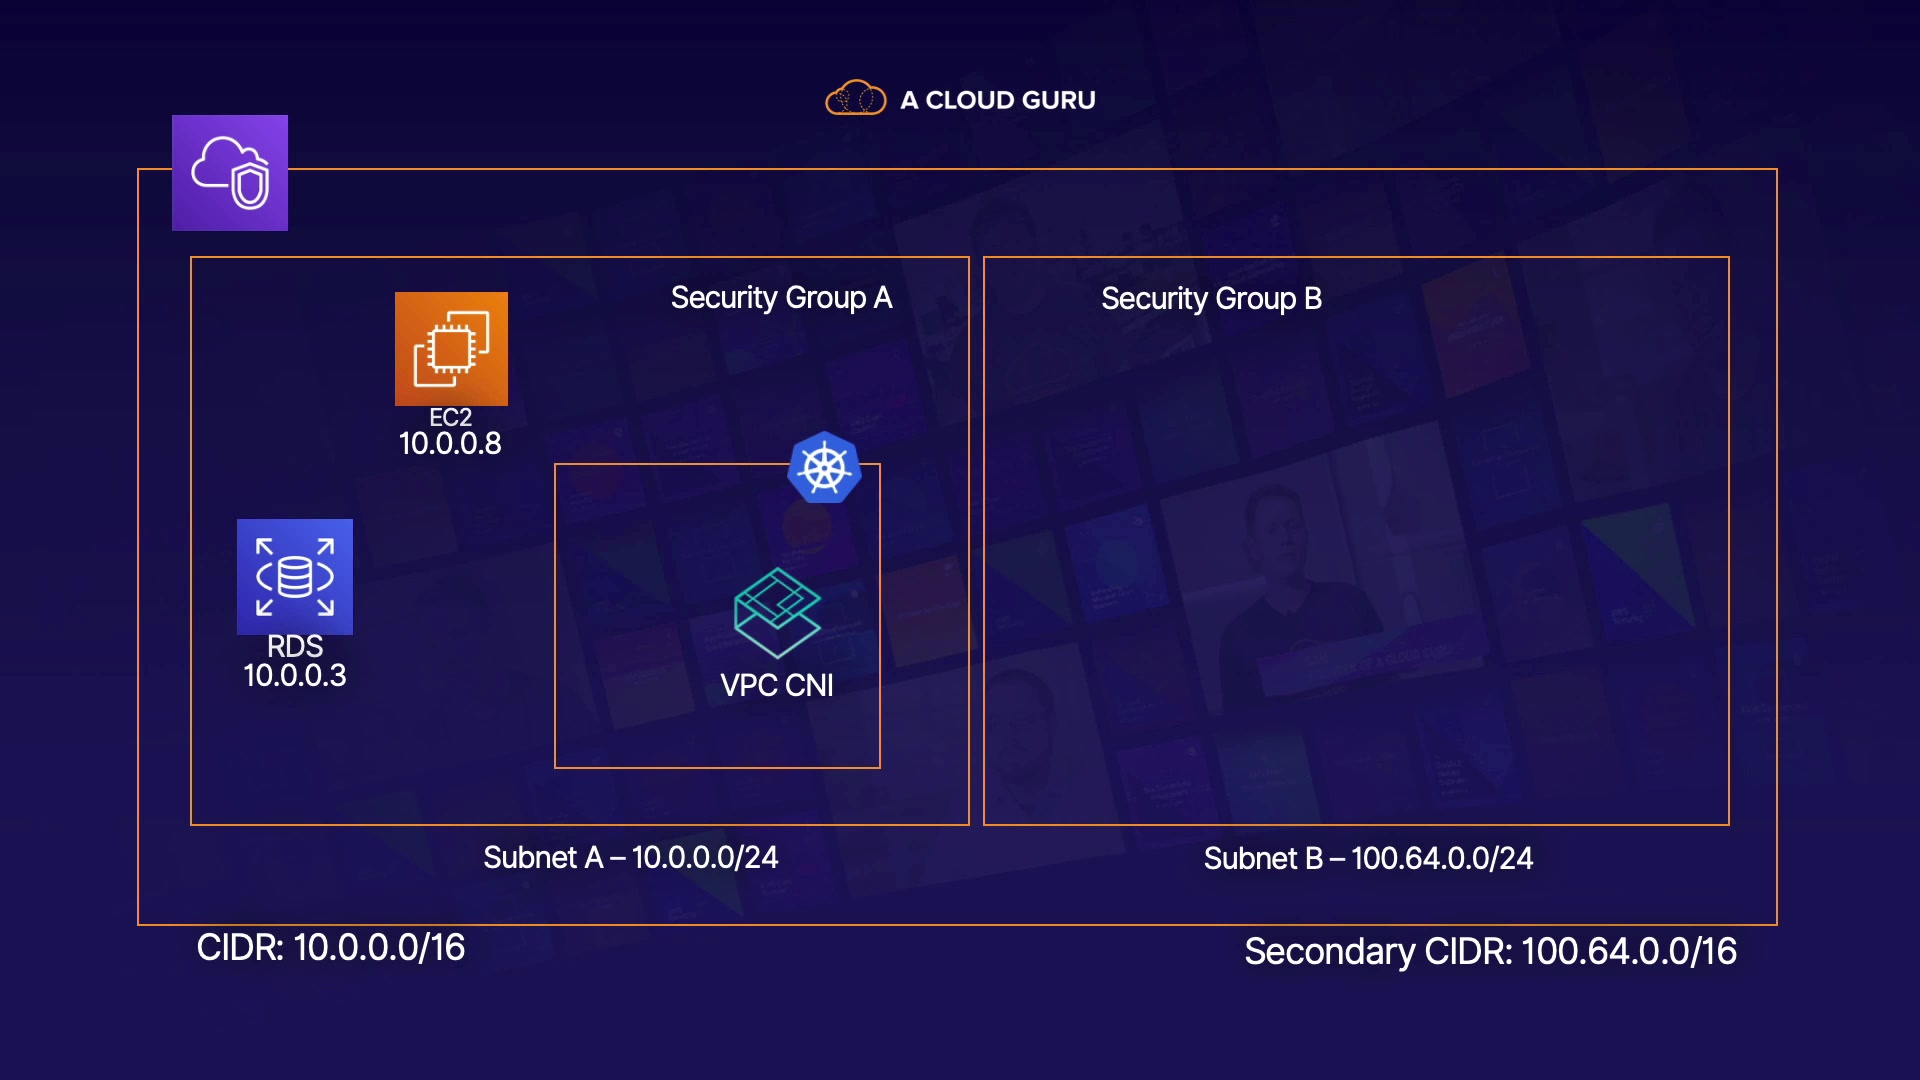 A CLOUD GURU
Security Group A
Security Group B
EC2
10.0.0.8
RDS
10.0.0.3
VPC CNI
Subnet A – 10.0.0.0/24
Subnet B – 100.64.0.0/24
CIDR: 10.0.0.0/16
Secondary CIDR: 100.64.0.0/16